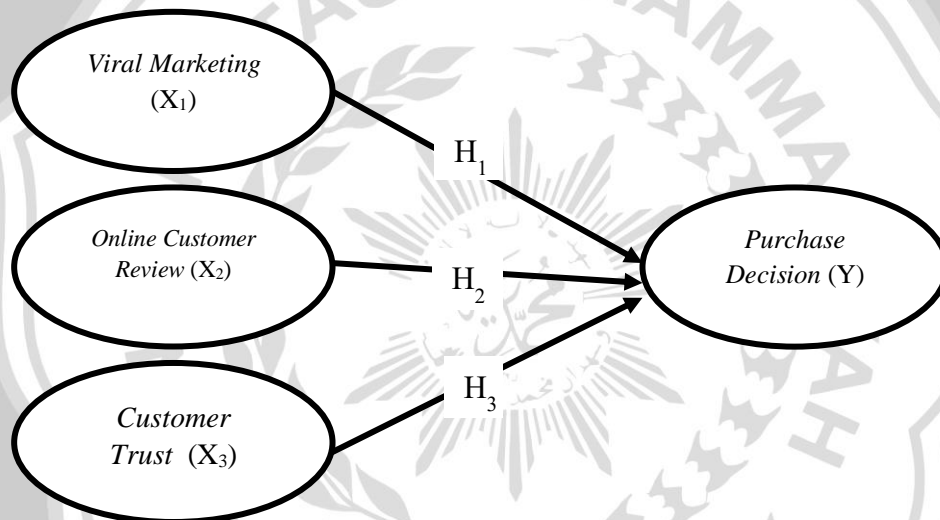 Viral Marketing
(X₁)
H₁
Online Customer
Review (X₂)
H₂
Purchase
Decision (Y)
Customer
Trust (X₃)
H₃